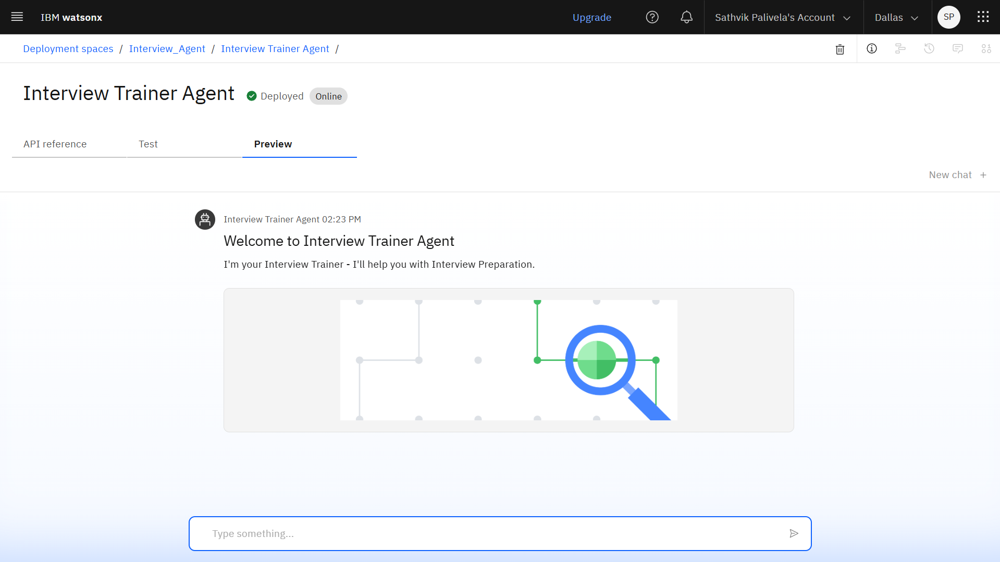 IBM watsonx
Upgrade
Sathvik Palivela's Account
Dallas
SP
Deployment spaces / Interview_Agent / Interview Trainer Agent /
Interview Trainer Agent
Deployed
Online
API reference
Test
Preview
New chat +
Interview Trainer Agent 02:23 PM
Welcome to Interview Trainer Agent
I'm your Interview Trainer - I'll help you with Interview Preparation.
Type something...